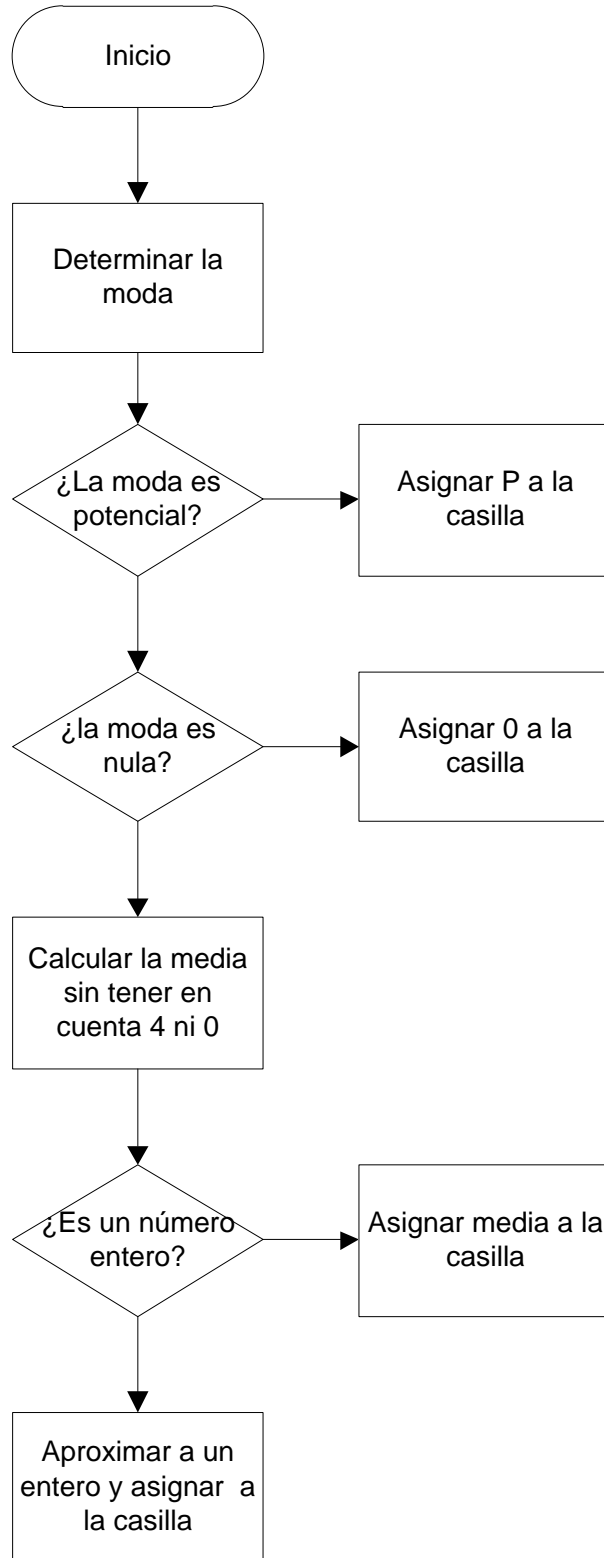 Inicio
Determinar la
moda
¿La moda es
potencial?
Asignar P a la
casilla
¿la moda es
nula?
Asignar 0 a la
casilla
Calcular la media
sin tener en
cuenta 4 ni 0
¿Es un número
entero?
Asignar media a la
casilla
Aproximar a un
entero y asignar a
la casilla